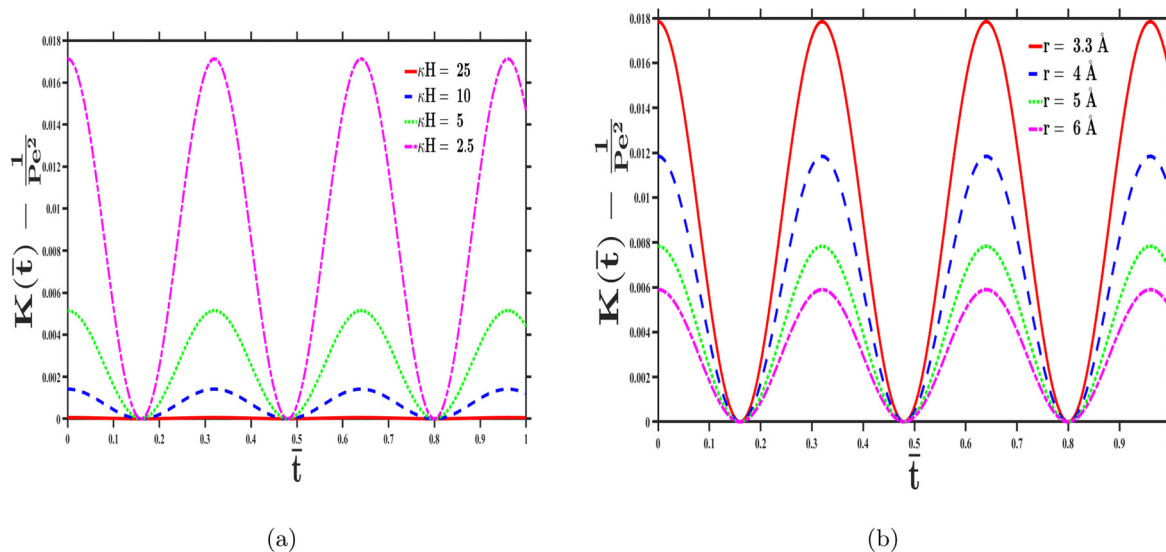 0.018
0.016
0.014
0.012
0.01
0.008
0.006
0.004
0.002
0
0 0.1 0.2 0.3 0.4 0.5 0.6 0.7 0.8 0.9 1
K(t̄) − 1/Pe²
t̄
κH = 25
κH = 10
κH = 5
κH = 2.5
(a)
0.018
0.016
0.014
0.012
0.01
0.008
0.006
0.004
0.002
0
0 0.1 0.2 0.3 0.4 0.5 0.6 0.7 0.8 0.9
K(t̄) − 1/Pe²
t̄
r = 3.3 Å
r = 4 Å
r = 5 Å
r = 6 Å
(b)